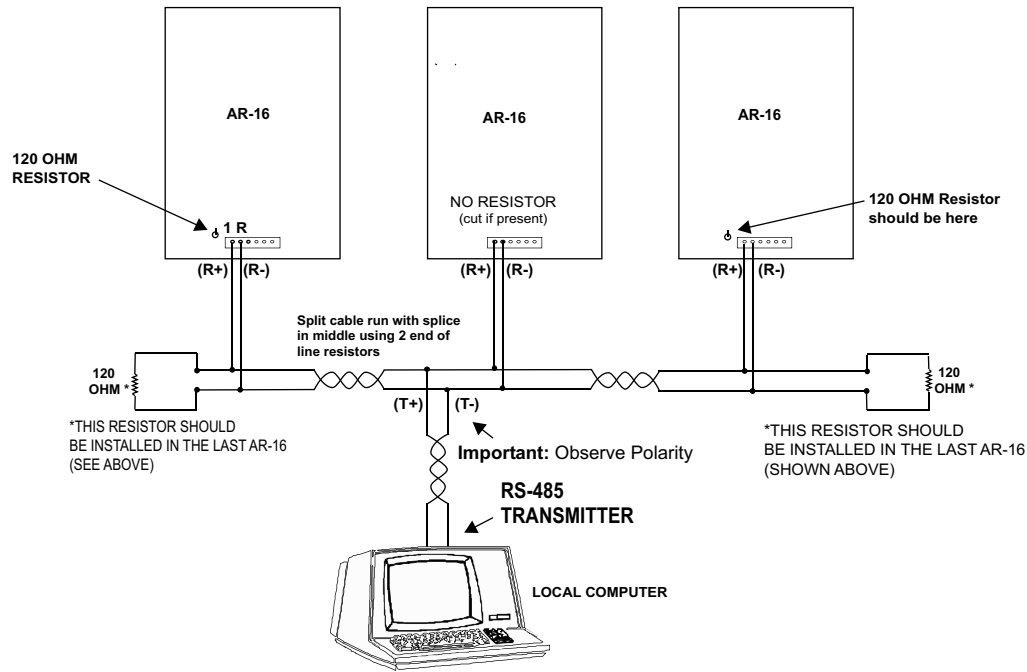 AR-16
AR-16
AR-16
120 OHM
RESISTOR
NO RESISTOR
(cut if present)
120 OHM Resistor
should be here
1 R
(R+) (R-)
(R+) (R-)
(R+) (R-)
Split cable run with splice
in middle using 2 end of
line resistors
120
OHM *
120
OHM *
(T+) (T-)
*THIS RESISTOR SHOULD
BE INSTALLED IN THE LAST AR-16
(SEE ABOVE)
Important: Observe Polarity
*THIS RESISTOR SHOULD
BE INSTALLED IN THE LAST AR-16
(SHOWN ABOVE)
RS-485
TRANSMITTER
LOCAL COMPUTER